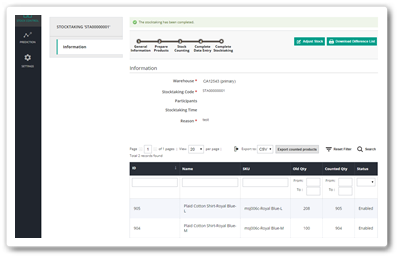 STOCKTAKING 'STA00000001'
Information
PREDICTION
SETTINGS
The stocktaking has been completed.
General Information
Prepare Products
Stock Counting
Complete Data Entry
Complete Stocktaking
Adjust Stock
Download Difference List
Information
Warehouse *
Stocktaking Code * STA00000001
Participants
Stocktaking Time
Reason * test
Page 1 of 1 pages | View 20 per page |
Export to: CSV Export counted products Reset Filter Search
Total 3 records found
ID Name SKU Old Qty Counted Qty Status
From: From:
To : To :
905 Plaid Cotton Shirt-Royal Blue-L msj006c-Royal Blue-L 200 905 Enabled
904 Plaid Cotton Shirt-Royal Blue-M msj006c-Royal Blue-M 100 904 Enabled